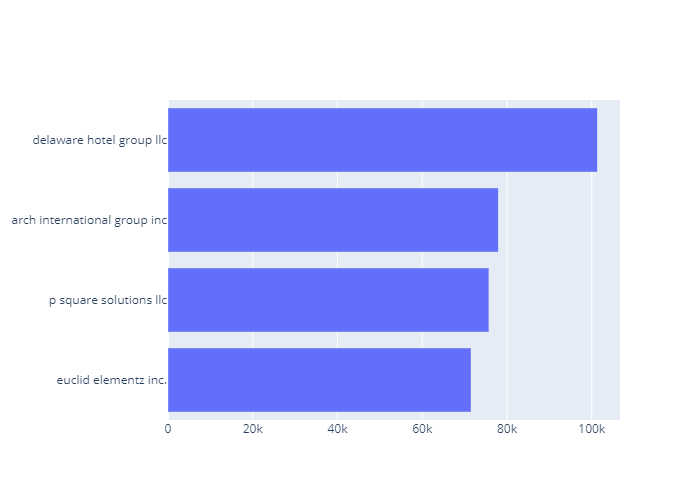 delaware hotel group llc
arch international group inc
p square solutions llc
euclid elementz inc.
0 20k 40k 60k 80k 100k